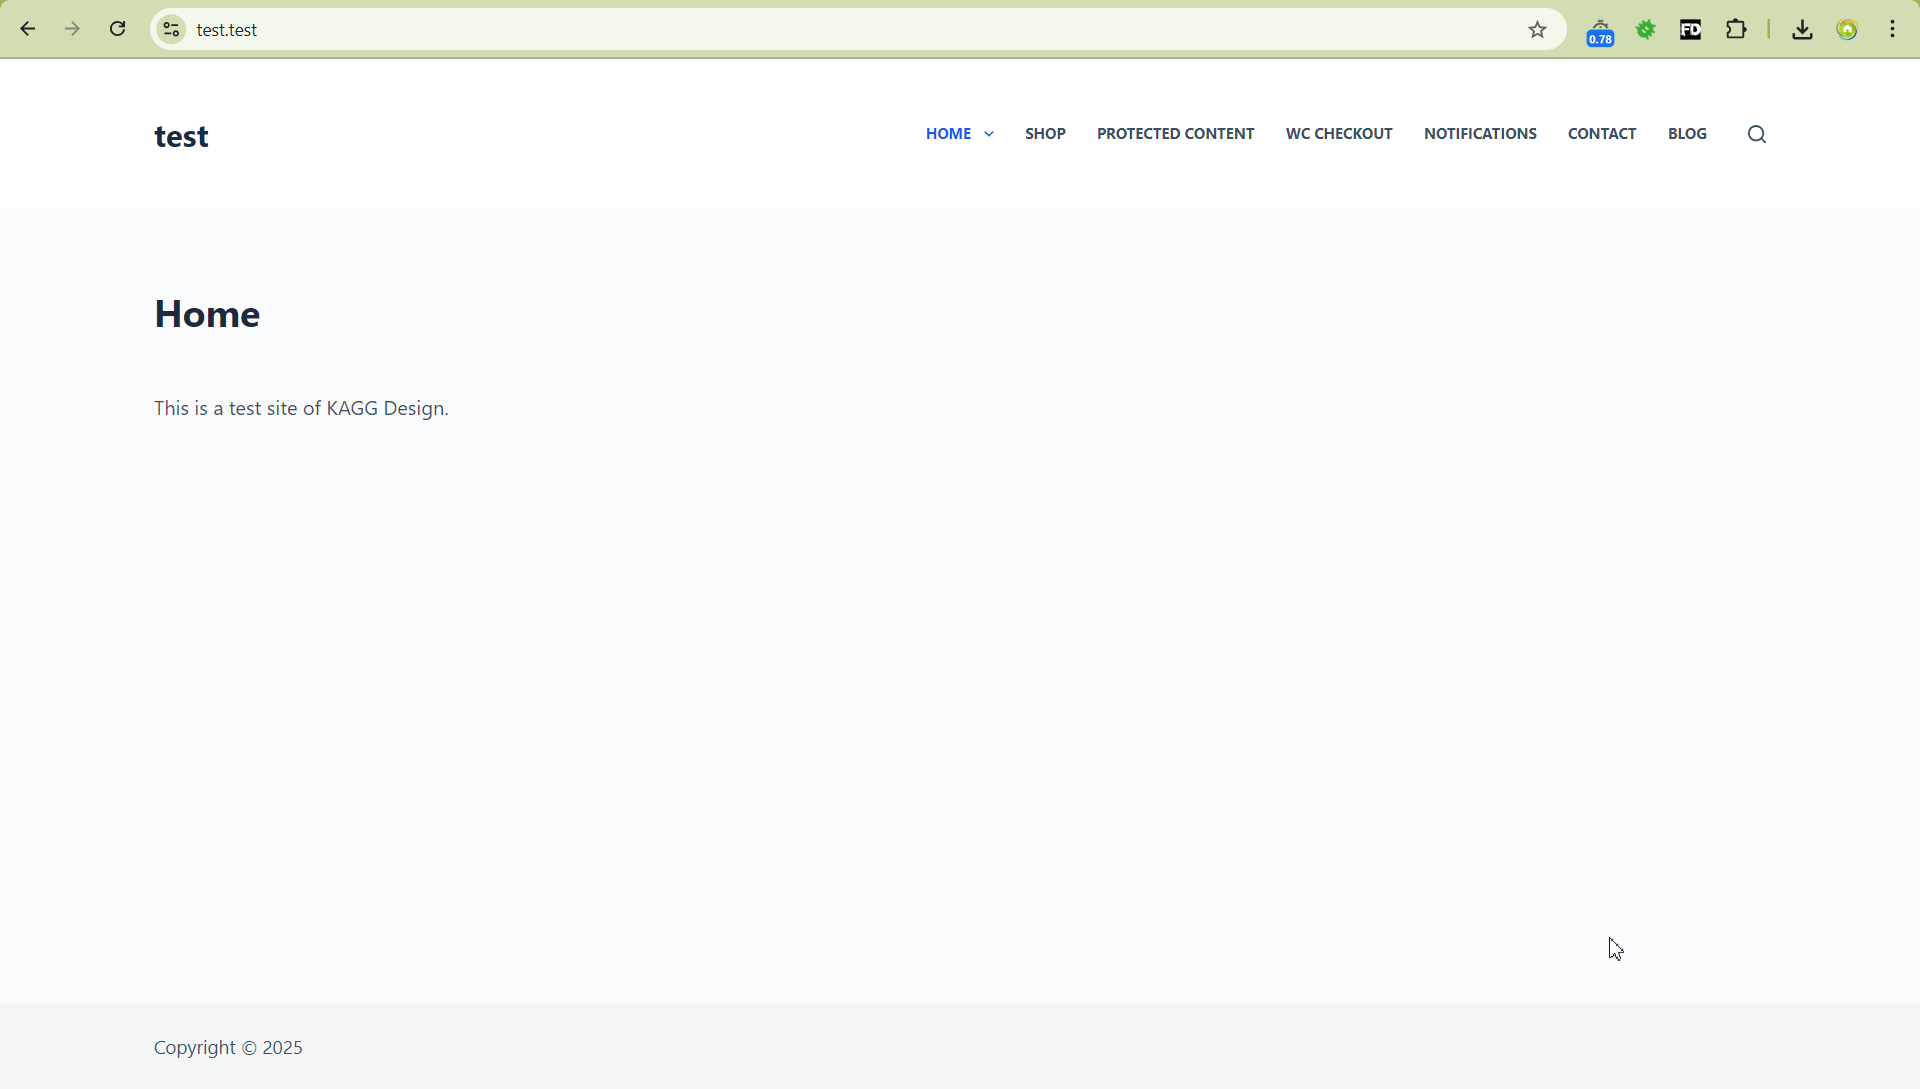 test.test
0.78
FD
test
HOME SHOP PROTECTED CONTENT WC CHECKOUT NOTIFICATIONS CONTACT BLOG
Home
This is a test site of KAGG Design.
Copyright © 2025